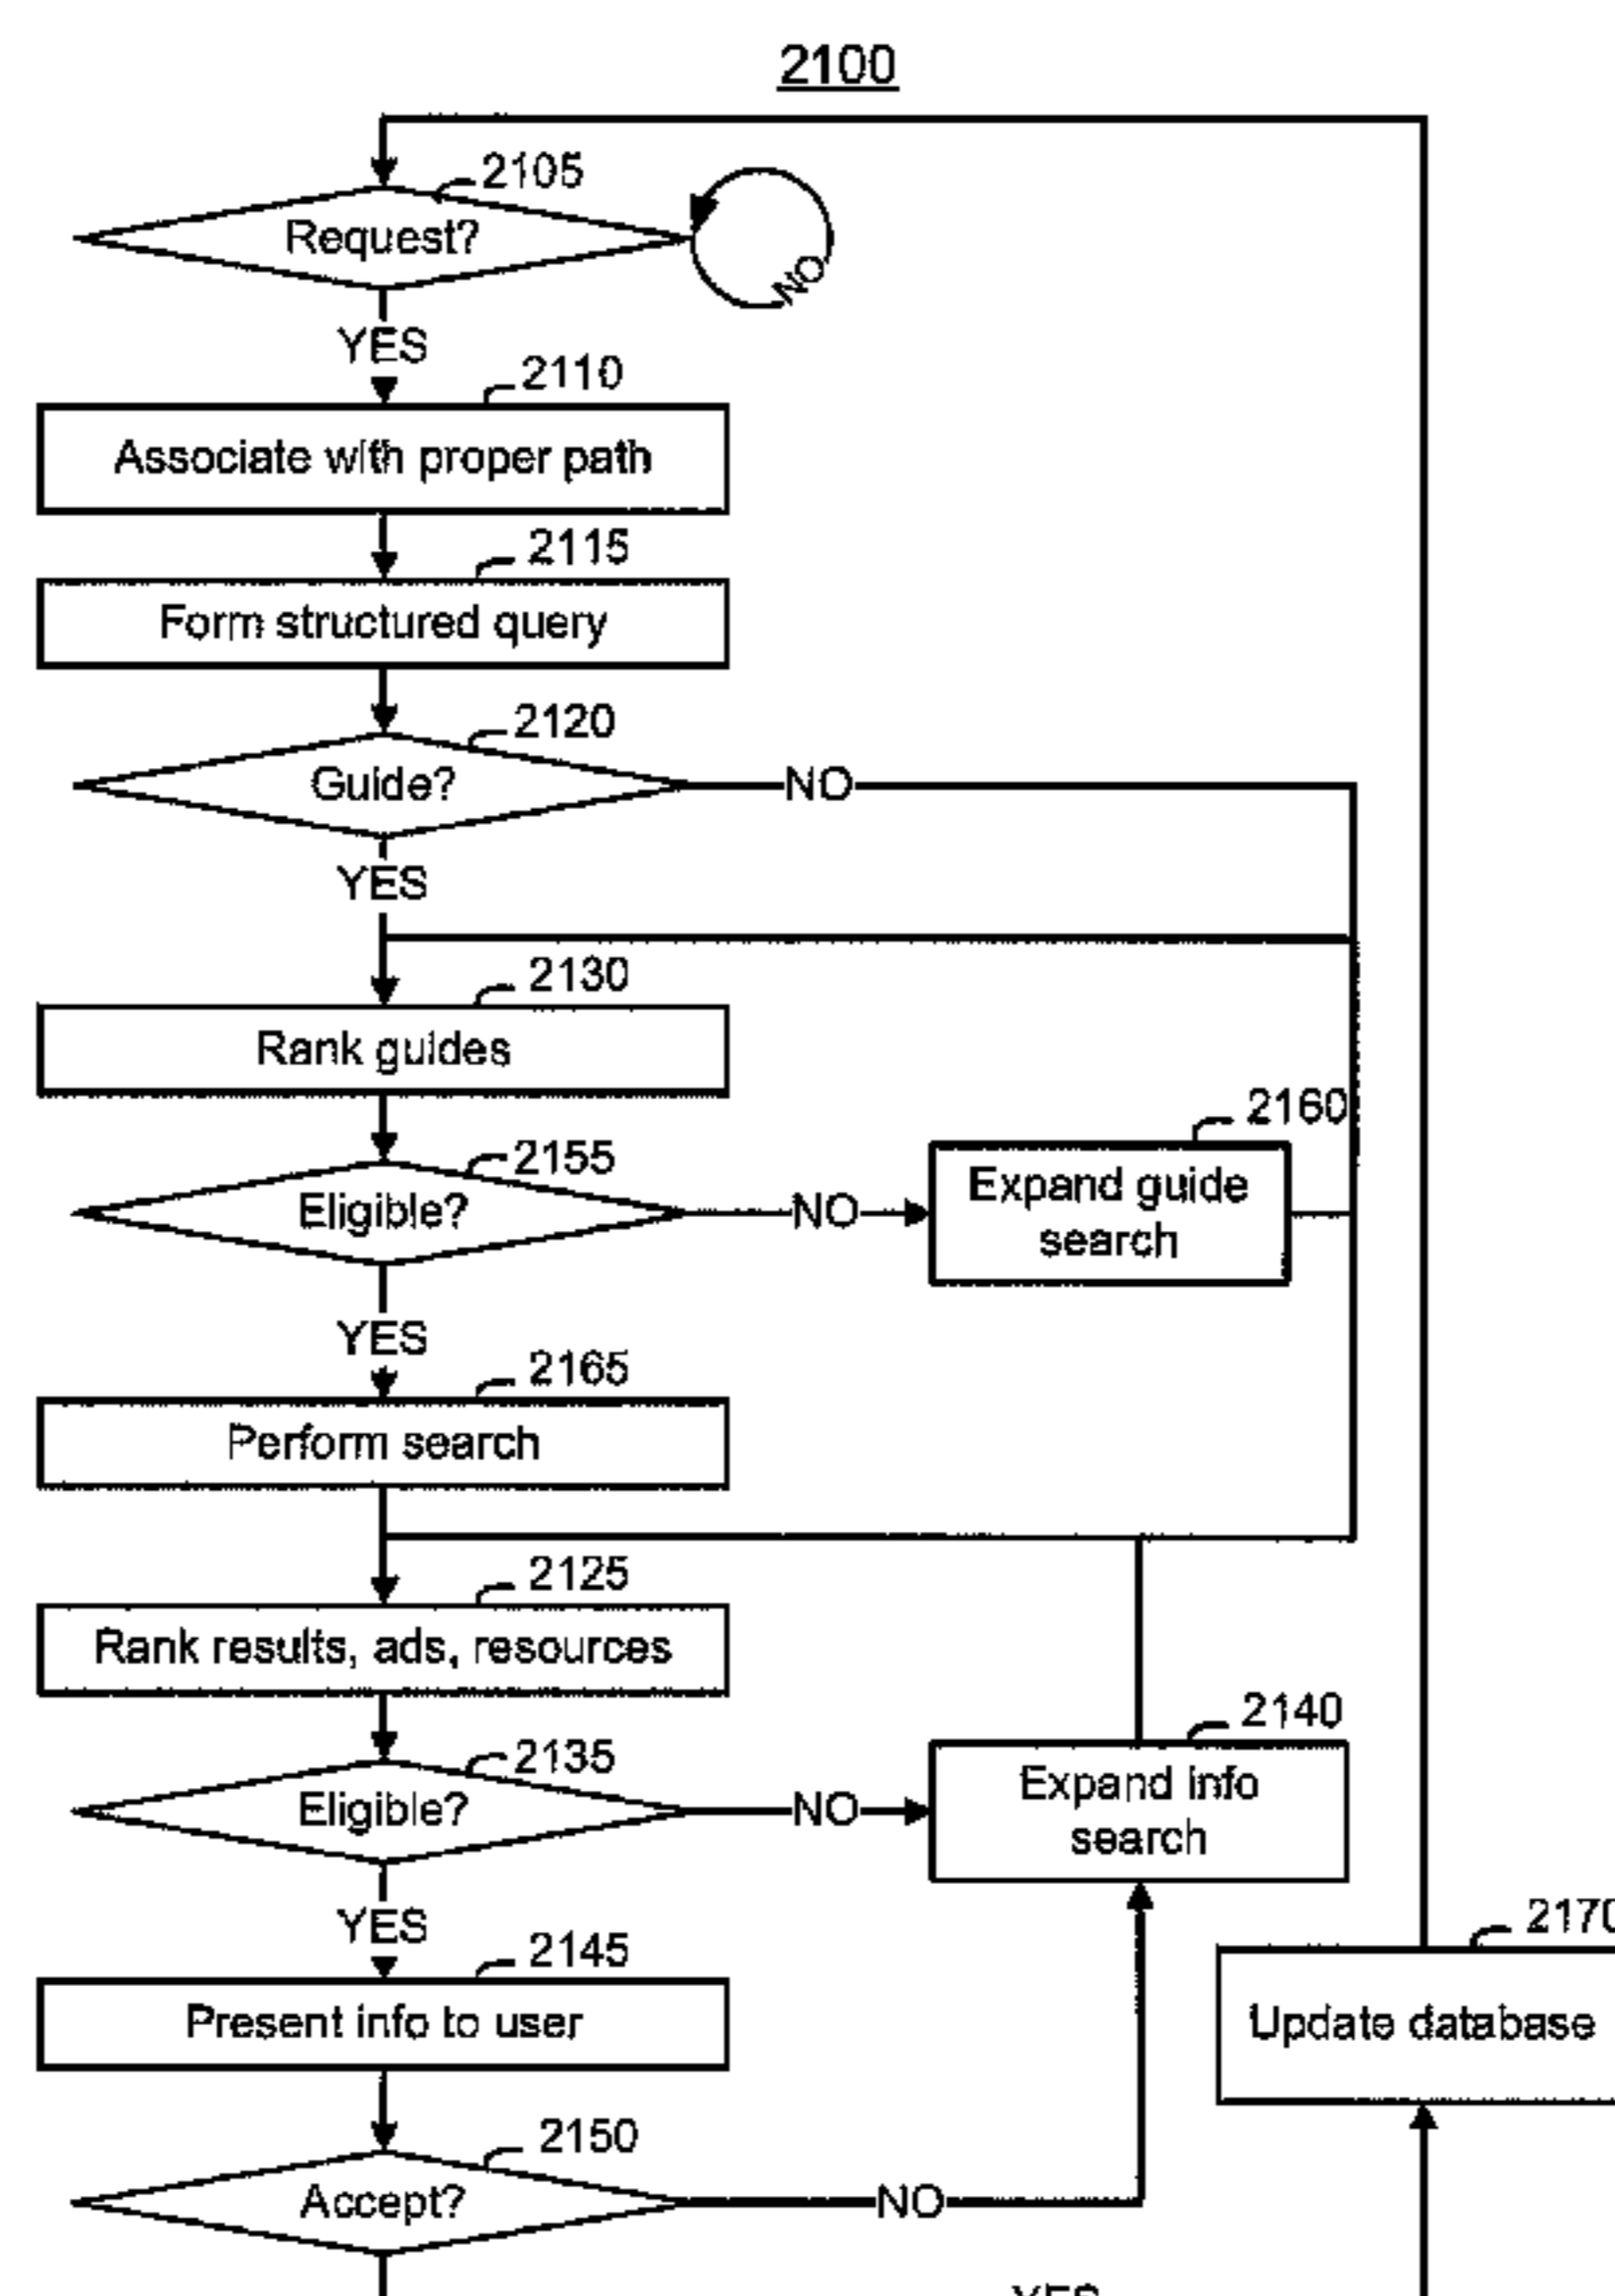 2100
2105
Request?
NO
YES
2110
Associate with proper path
2115
Form structured query
2120
Guide?
NO
YES
2130
Rank guides
2160
2155
Expand guide
search
Eligible?
NO
YES
2165
Perform search
2125
Rank results, ads, resources
2140
2135
Expand info
search
Eligible?
NO
YES
2170
2145
Present info to user
Update database
2150
Accept?
NO
YES